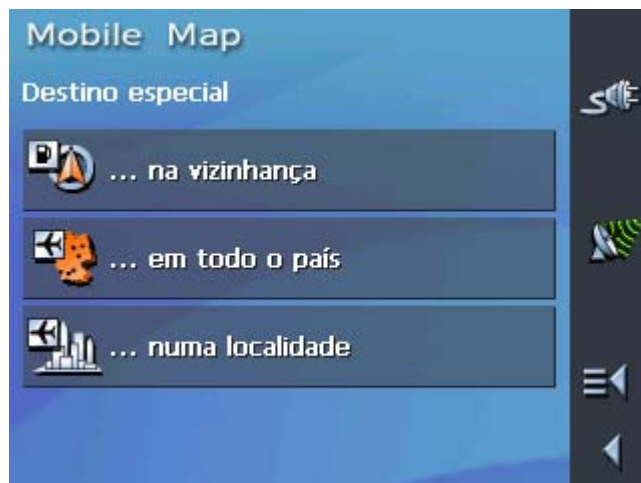 Mobile Map
Destino especial
... na vizinhança
... em todo o país
... numa localidade